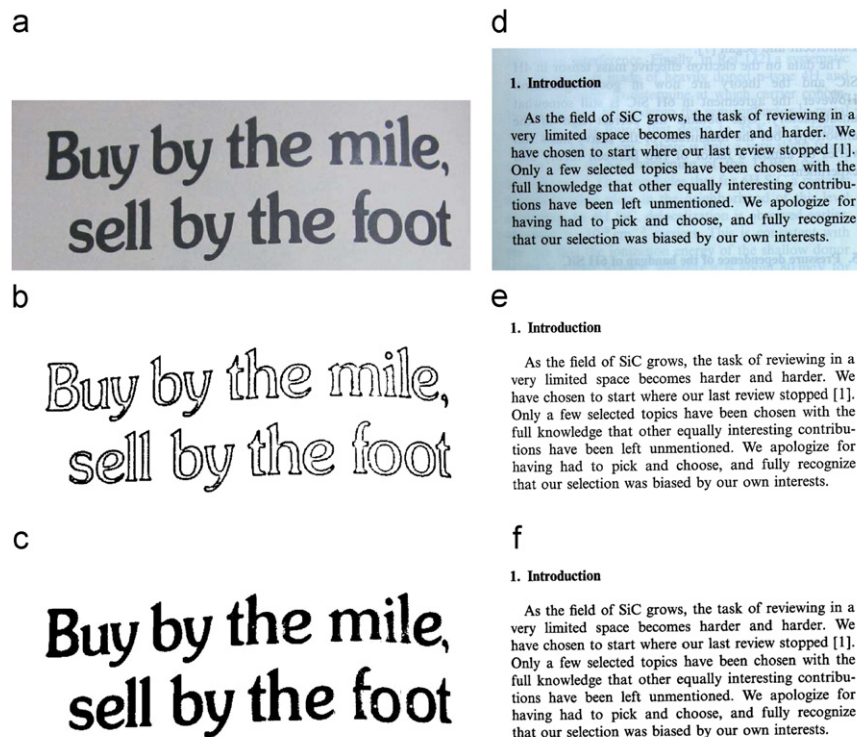 a
Buy by the mile,
sell by the foot
b
Buy by the mile,
sell by the foot
c
Buy by the mile,
sell by the foot
d
1. Introduction
As the field of SiC grows, the task of reviewing in a
very limited space becomes harder and harder. We
have chosen to start where our last review stopped [1].
Only a few selected topics have been chosen with the
full knowledge that other equally interesting contribu-
tions have been left unmentioned. We apologize for
having had to pick and choose, and fully recognize
that our selection was biased by our own interests.
e
1. Introduction
As the field of SiC grows, the task of reviewing in a
very limited space becomes harder and harder. We
have chosen to start where our last review stopped [1].
Only a few selected topics have been chosen with the
full knowledge that other equally interesting contribu-
tions have been left unmentioned. We apologize for
having had to pick and choose, and fully recognize
that our selection was biased by our own interests.
f
1. Introduction
As the field of SiC grows, the task of reviewing in a
very limited space becomes harder and harder. We
have chosen to start where our last review stopped [1].
Only a few selected topics have been chosen with the
full knowledge that other equally interesting contribu-
tions have been left unmentioned. We apologize for
having had to pick and choose, and fully recognize
that our selection was biased by our own interests.